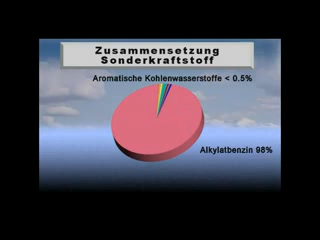 Zusammensetzung
Sonderkraftstoff
Aromatische Kohlenwasserstoffe < 0.5%
Alkylatbenzin 98%